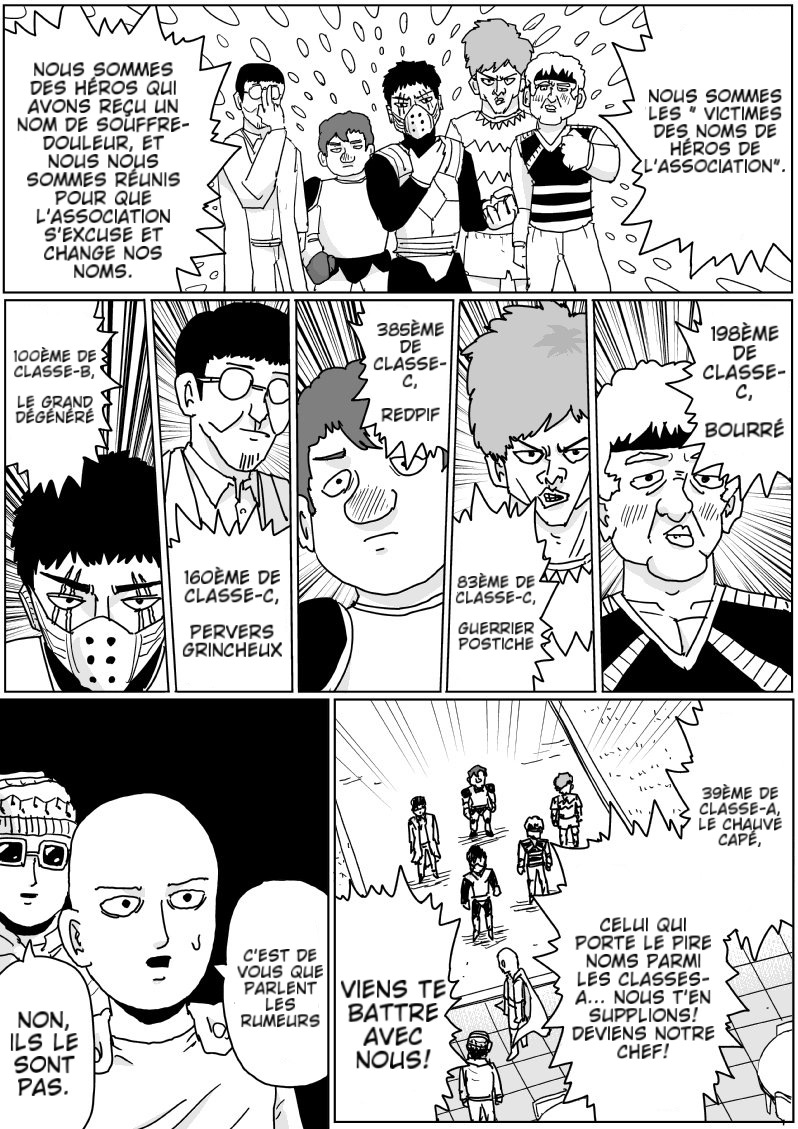 NOUS SOMMES
LES " VICTIMES
DES NOMS DE
HÉROS DE
L'ASSOCIATION".
NOUS SOMMES
DES HÉROS QUI
AVONS REÇU UN
NOM DE SOUFFRE-
DOULEUR, ET
NOUS NOUS
SOMMES RÉUNIS
POUR QUE
L'ASSOCIATION
S'EXCUSE ET
CHANGE NOS
NOMS.
198ÈME
DE
CLASSE-
C,
BOURRÉ
83ÈME DE
CLASSE-C,
GUERRIER
POSTICHE
385ÈME
DE
CLASSE-
C,
REDPIF
160ÈME DE
CLASSE-C,
PERVERS
GRINCHEUX
100ÈME DE
CLASSE-B,
LE GRAND
DÉGÉNÉRÉ
39ÈME DE
CLASSE-A,
LE CHAUVE
CAPÉ,
CELUI QUI
PORTE LE PIRE
NOMS PARMI
LES CLASSES-
A... NOUS T'EN
SUPPLIONS!
DEVIENS NOTRE
CHEF!
VIENS TE
BATTRE
AVEC
NOUS!
C'EST DE
VOUS QUE
PARLENT
LES
RUMEURS
NON,
ILS LE
SONT
PAS.